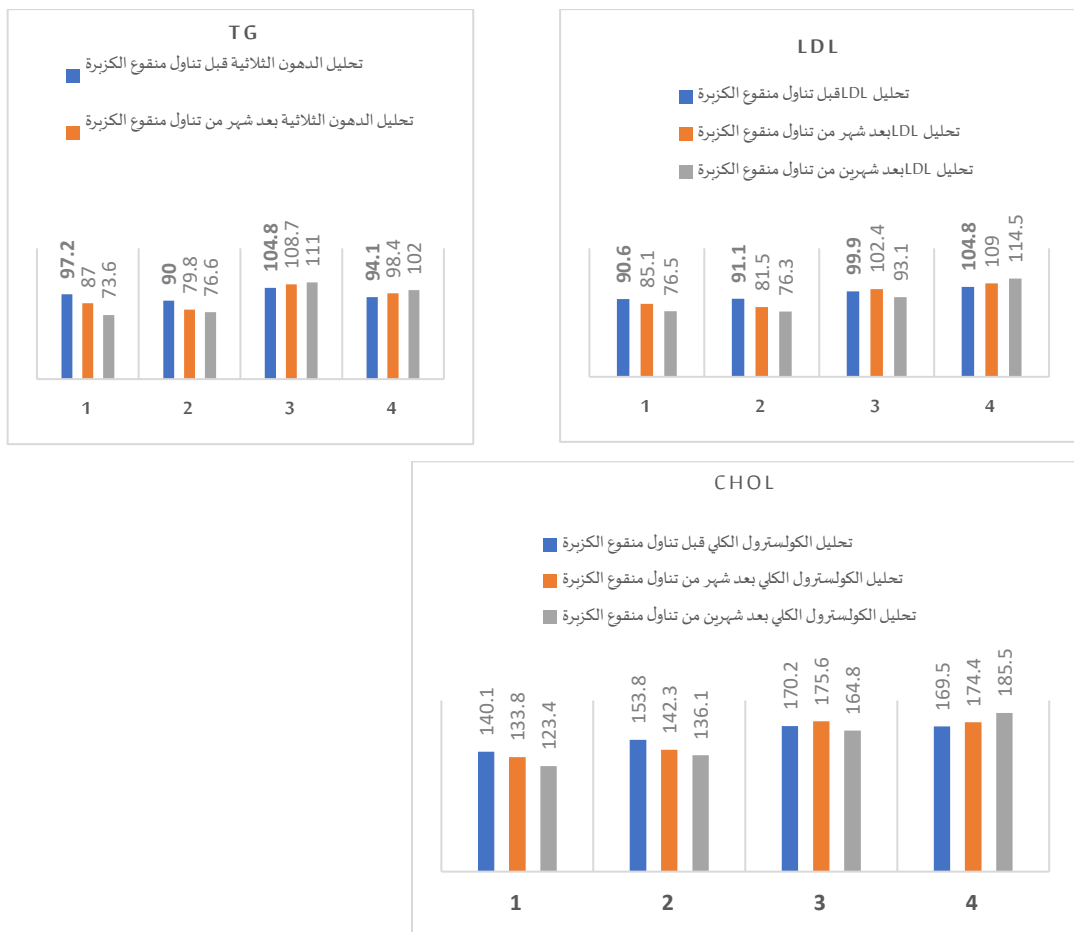 TG
تحليل الدهون الثلاثية قبل تناول منقوع الكزبرة
تحليل الدهون الثلاثية بعد شهر من تناول منقوع الكزبرة
97.2 87 73.6 90 79.8 76.6 104.8 108.7 111 94.1 98.4 102
1 2 3 4
LDL
تحليل LDLقبل تناول منقوع الكزبرة
تحليل LDLبعد شهر من تناول منقوع الكزبرة
تحليل LDLبعد شهرين من تناول منقوع الكزبرة
90.6 85.1 76.5 91.1 81.5 76.3 99.9 102.4 93.1 104.8 109 114.5
1 2 3 4
CHOL
تحليل الكولسترول الكلي قبل تناول منقوع الكزبرة
تحليل الكولسترول الكلي بعد شهر من تناول منقوع الكزبرة
تحليل الكولسترول الكلي بعد شهرين من تناول منقوع الكزبرة
140.1 133.8 123.4 153.8 142.3 136.1 170.2 175.6 164.8 169.5 174.4 185.5
1 2 3 4